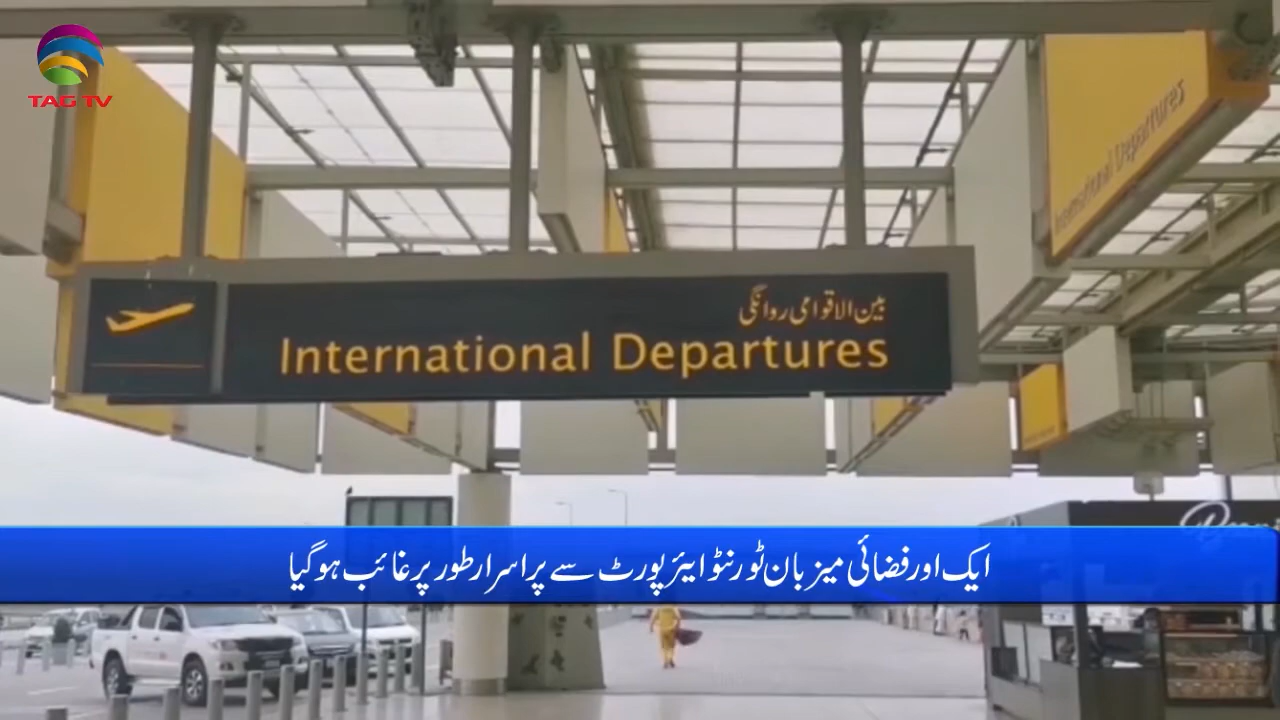 TAG TV
International Departures
بین الاقوامی روانگی
International Departures
ایک اور فضائی میزبان ٹورنٹو ایئرپورٹ سے پراسرار طور پر غائب ہوگیا